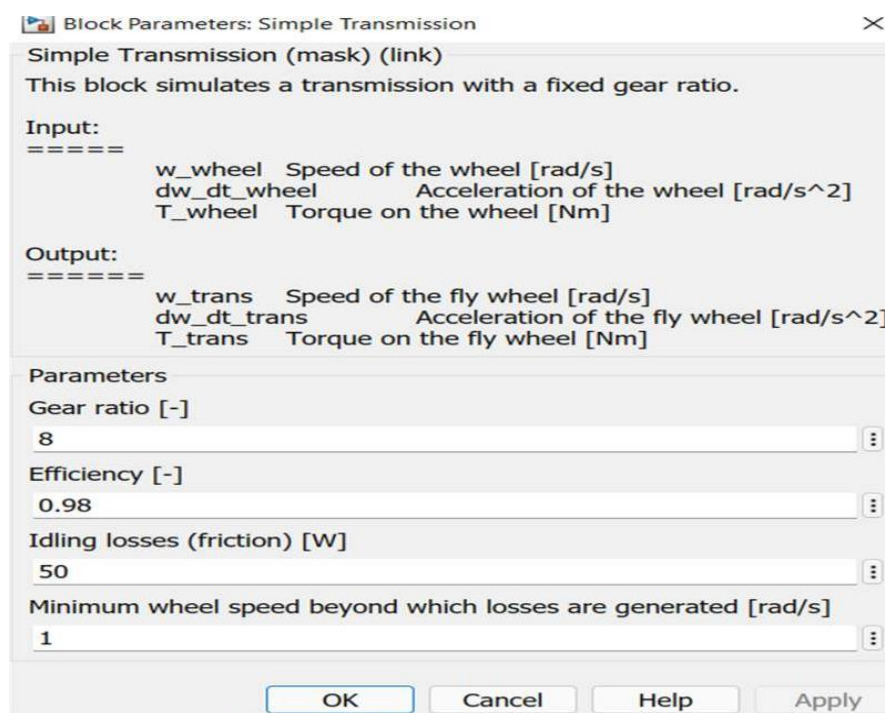 Block Parameters: Simple Transmission
Simple Transmission (mask) (link)
This block simulates a transmission with a fixed gear ratio.
Input:
=====
w_wheel Speed of the wheel [rad/s]
dw_dt_wheel Acceleration of the wheel [rad/s^2]
T_wheel Torque on the wheel [Nm]
Output:
======
w_trans Speed of the fly wheel [rad/s]
dw_dt_trans Acceleration of the fly wheel [rad/s^2]
T_trans Torque on the fly wheel [Nm]
Parameters
Gear ratio [-]
8
Efficiency [-]
0.98
Idling losses (friction) [W]
50
Minimum wheel speed beyond which losses are generated [rad/s]
1
OK Cancel Help Apply